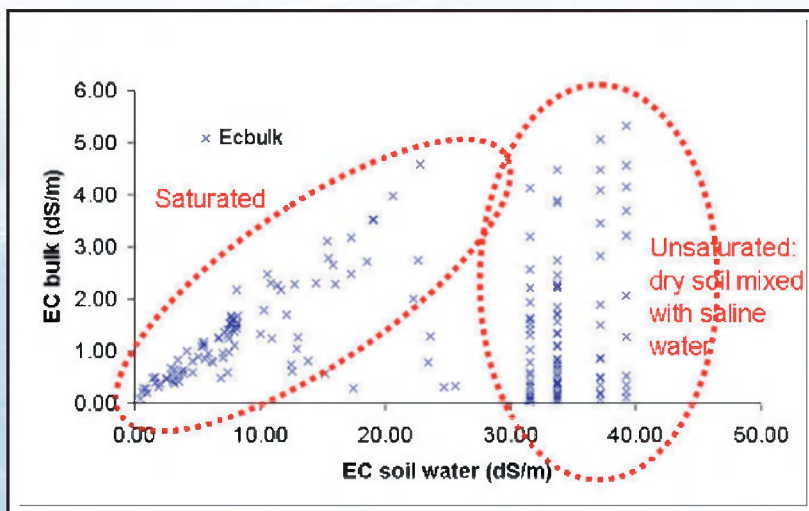 6.00
5.00
4.00
3.00
2.00
1.00
0.00
EC bulk (dS/m)
× Ecbulk
Saturated
Unsaturated:
dry soil mixed
with saline
water
0.00 10.00 20.00 30.00 40.00 50.00
EC soil water (dS/m)